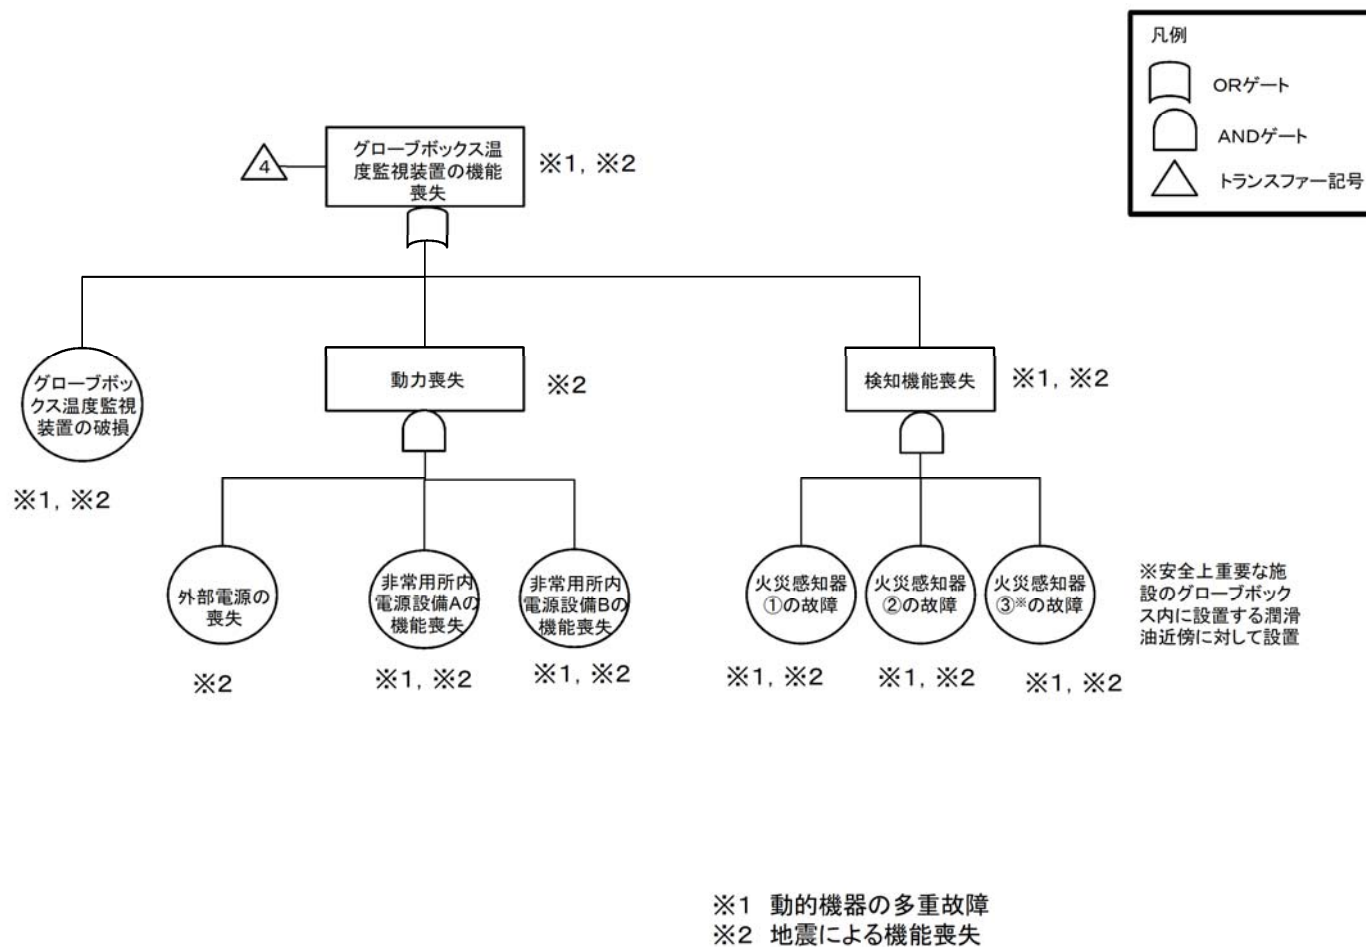 凡例
ORゲート
ANDゲート
トランスファー記号
4
グローブボックス温
度監視装置の機能
喪失
※1, ※2
グローブボッ
クス温度監視
装置の破損
※1, ※2
動力喪失
※2
検知機能喪失
※1, ※2
外部電源の
喪失
※2
非常用所内
電源設備Aの
機能喪失
※1, ※2
非常用所内
電源設備Bの
機能喪失
※1, ※2
火災感知器
①の故障
※1, ※2
火災感知器
②の故障
※1, ※2
火災感知器
③※の故障
※1, ※2
※安全上重要な施
設のグローブボック
ス内に設置する潤滑
油近傍に対して設置
※1 動的機器の多重故障
※2 地震による機能喪失